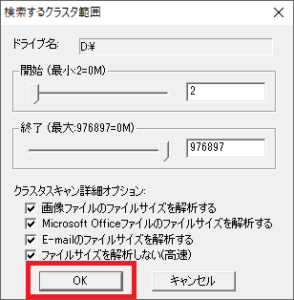 検索するクラスタ範囲
ドライブ名: D:¥
開始 (最小:2=0M)
2
終了 (最大:976897=0M)
976897
クラスタスキャン詳細オプション:
画像ファイルのファイルサイズを解析する
Microsoft Officeファイルのファイルサイズを解析する
E-mailのファイルサイズを解析する
ファイルサイズを解析しない(高速)
OK キャンセル